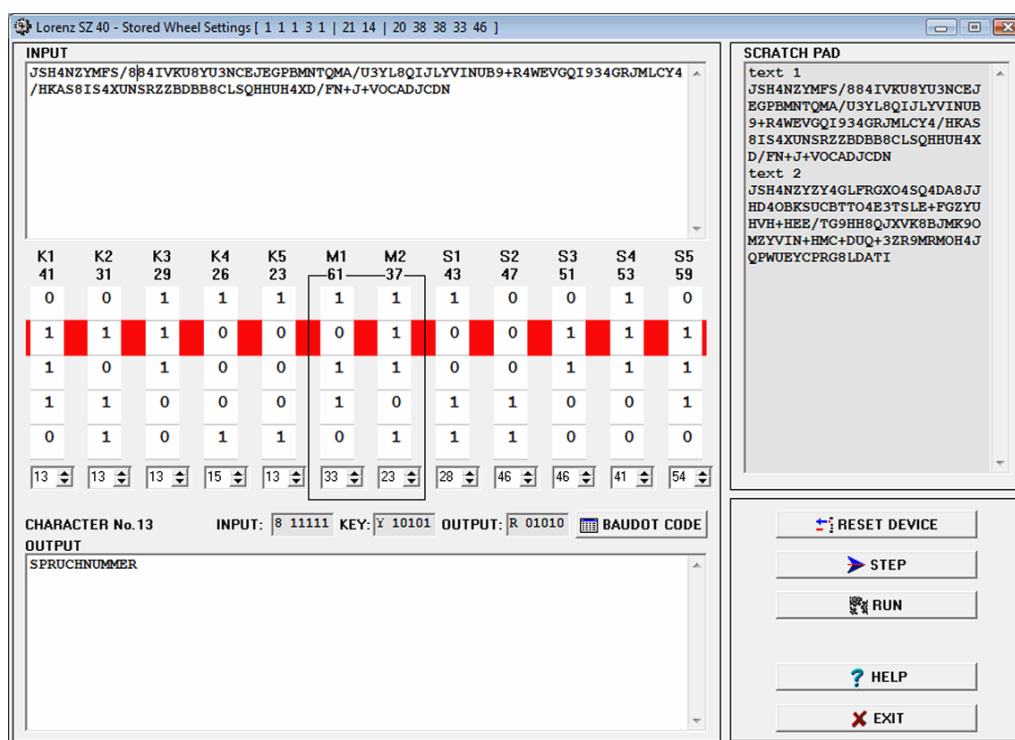 Lorenz SZ 40 - Stored Wheel Settings [ 1 1 1 3 1 | 21 14 | 20 38 38 33 46 ]
INPUT
JSH4NZYMFS/884IVKU8YU3NCEJEGPBMNTQMA/U3YL8QIJLYVINUB9+R4WEVGQI934GRJMLCY4
/HKAS8IS4XUNSRZZBDBB8CLSQHHUH4XD/FN+J+VOCADJCDN
K1 K2 K3 K4 K5 M1 M2 S1 S2 S3 S4 S5
41 31 29 26 23 61 37 43 47 51 53 59
0 0 1 1 1 1 1 1 0 0 1 0
1 1 1 0 0 0 1 0 0 1 1 1
1 0 1 0 0 1 1 0 0 1 1 1
1 1 0 0 0 1 0 1 1 0 0 1
0 1 0 1 1 0 1 1 1 0 0 0
13 13 13 15 13 33 23 28 46 46 41 54
CHARACTER No.13 INPUT: 8 11111 KEY: Y 10101 OUTPUT: R 01010 BAUDOT CODE
OUTPUT
SPRUCHNUMMER
SCRATCH PAD
text 1
JSH4NZYMFS/884IVKU8YU3NCEJ
EGPBMNTQMA/U3YL8QIJLYVINUB
9+R4WEVGQI934GRJMLCY4/HKAS
8IS4XUNSRZZBDBB8CLSQHHUH4X
D/FN+J+VOCADJCDN
text 2
JSH4NZYZY4GLFRGXO4SQ4DA8JJ
HD4OBKSUCBTTO4E3TSLE+FGZYU
HVH+HEE/TG9HH8QJXVK8BJMK9O
MZYVIN+HMC+DUQ+3ZR9MRMOH4J
QPWUEYCPRG8LDATI
RESET DEVICE
STEP
RUN
HELP
EXIT